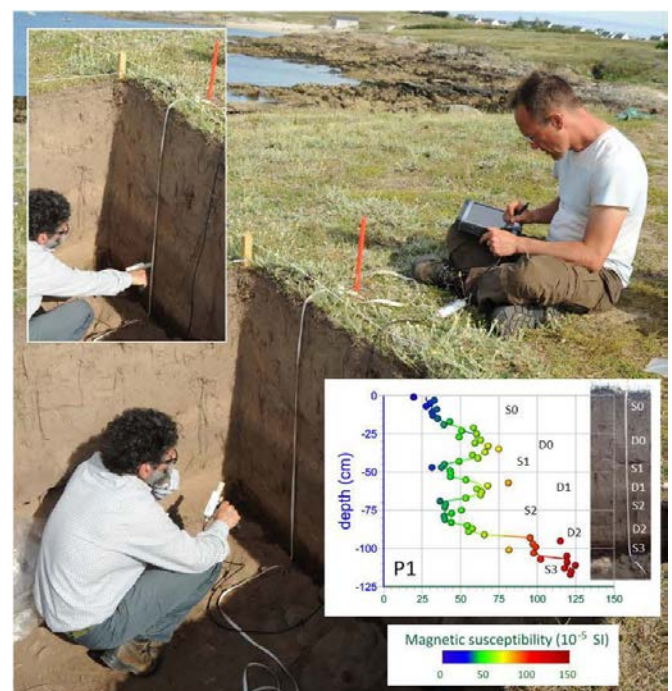 0
-25
-50
-75
-100
-125
depth (cm)
S0
D0
S1
D1
S2
D2
S3
P1
0 25 50 75 100 125 150
S0
D0
S1
D1
S2
D2
S3
Magnetic susceptibility (10⁻⁵ SI)
0 50 100 150